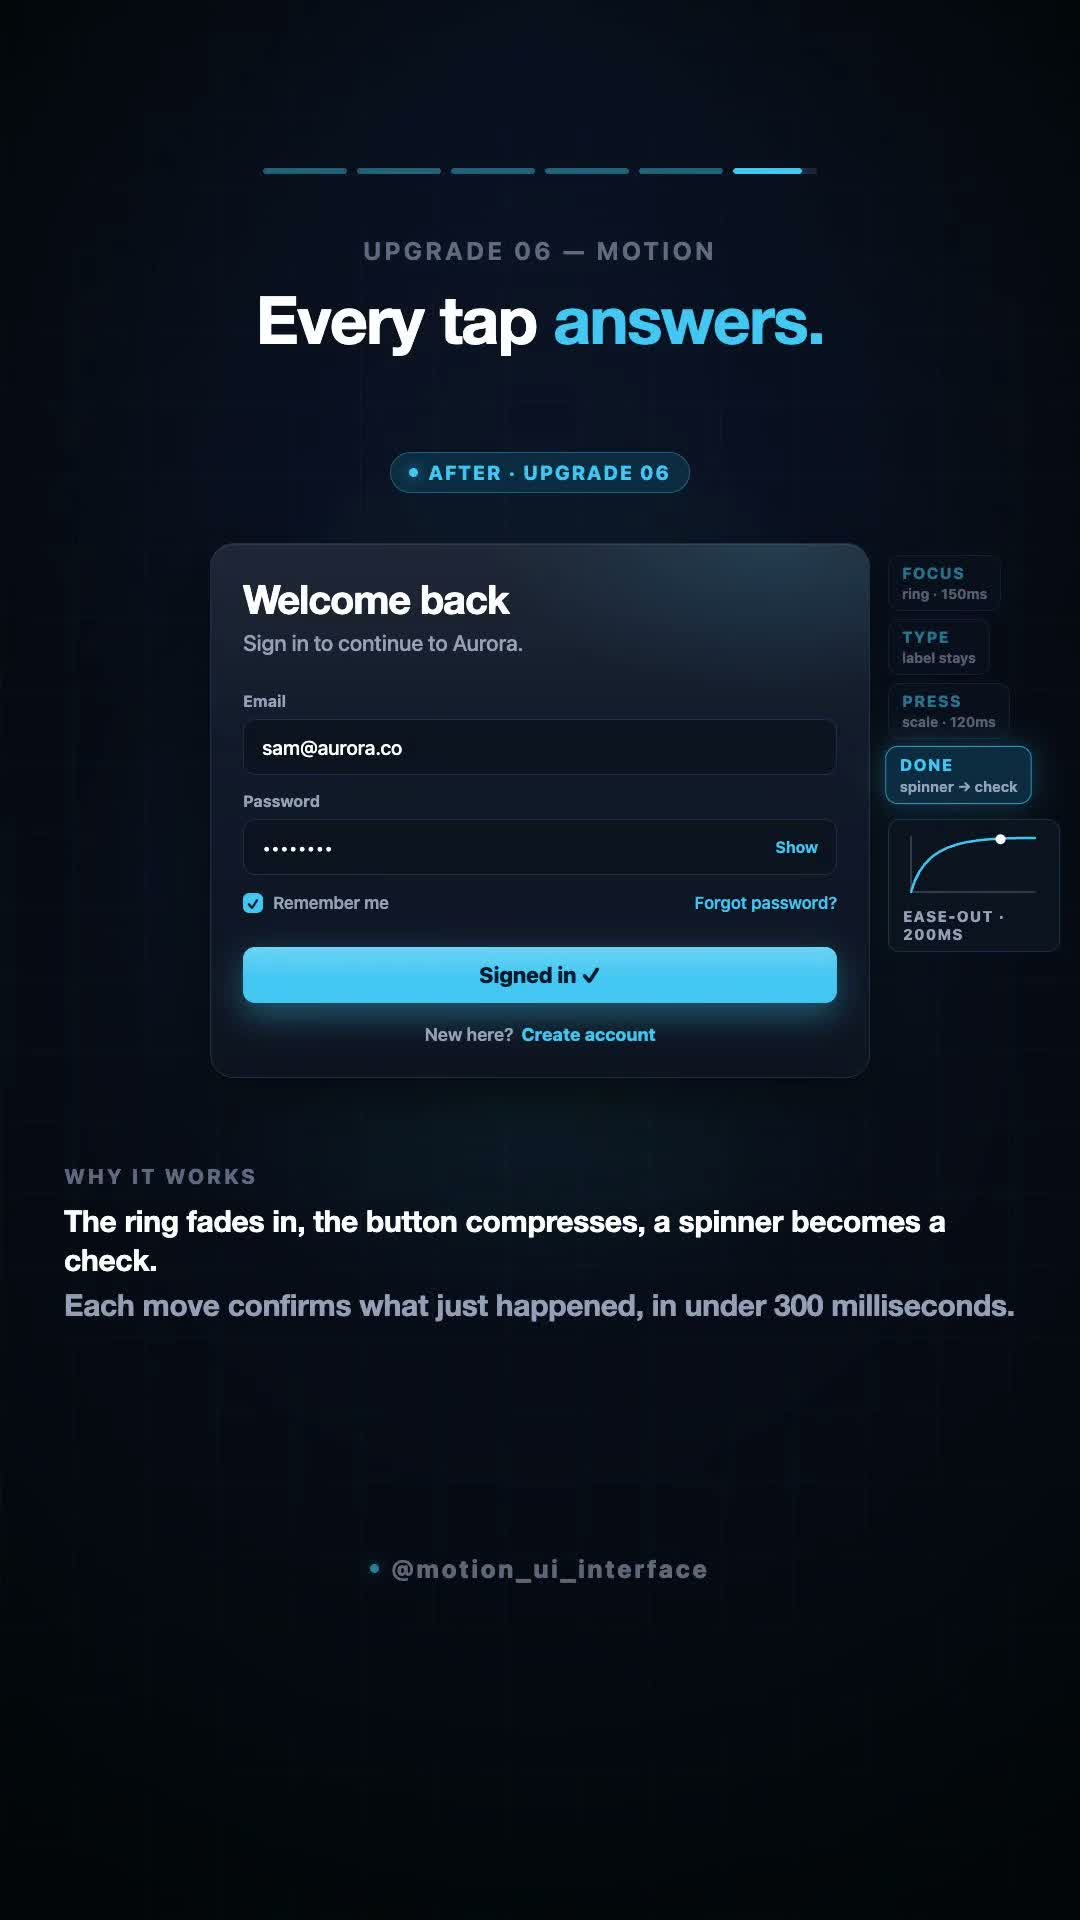 UPGRADE 06 — MOTION
Every tap answers.
AFTER · UPGRADE 06
Welcome back
Sign in to continue to Aurora.
Email
sam@aurora.co
Password
••••••••
Show
Remember me
Forgot password?
Signed in ✓
New here? Create account
FOCUS
ring · 150ms
TYPE
label stays
PRESS
scale · 120ms
DONE
spinner → check
EASE-OUT ·
200MS
WHY IT WORKS
The ring fades in, the button compresses, a spinner becomes a
check.
Each move confirms what just happened, in under 300 milliseconds.
@motion_ui_interface